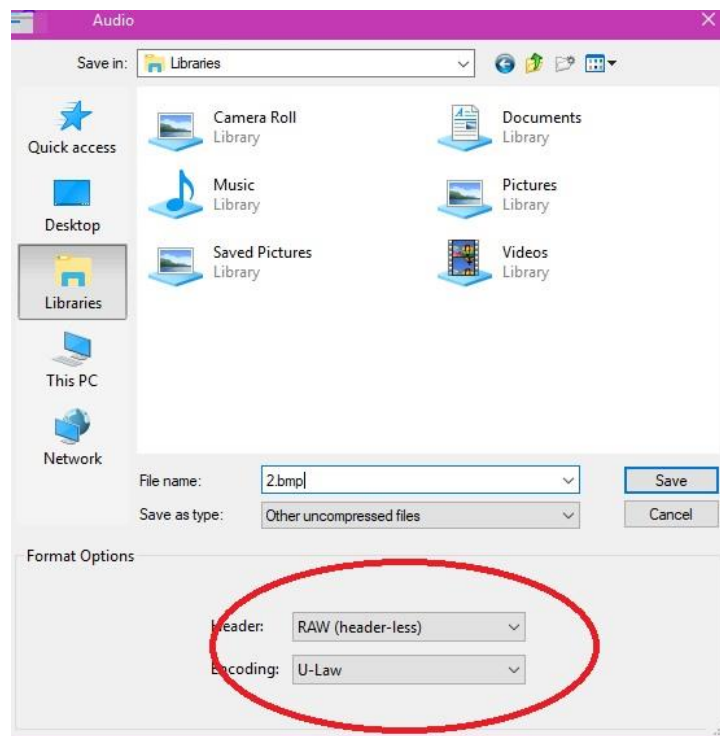 Audio
Save in: Libraries
Quick access
Desktop
Libraries
This PC
Network
Camera Roll
Library
Documents
Library
Music
Library
Pictures
Library
Saved Pictures
Library
Videos
Library
File name: 2.bmp
Save
Save as type: Other uncompressed files
Cancel
Format Options
Header: RAW (header-less)
Encoding: U-Law